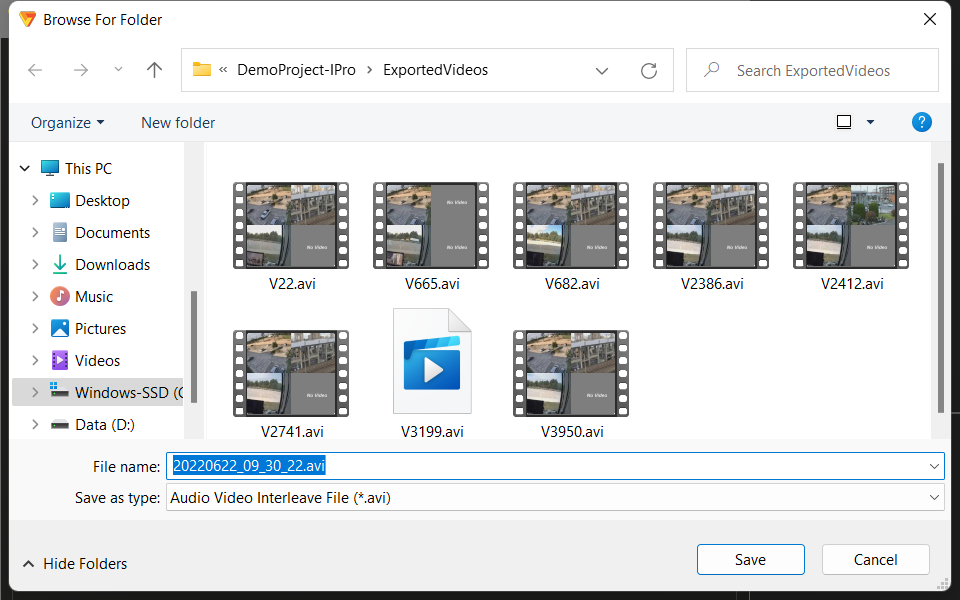 Browse For Folder
« DemoProject-IPro › ExportedVideos
Search ExportedVideos
Organize
New folder
?
This PC
Desktop
Documents
Downloads
Music
Pictures
Videos
Windows-SSD (C
Data (D:)
No Video
No Video
No Video
No Video
No Video
No Video
V22.avi
V665.avi
V682.avi
V2386.avi
V2412.avi
No Video
No Video
V2741.avi
V3199.avi
V3950.avi
File name: 20220622_09_30_22.avi
Save as type: Audio Video Interleave File (*.avi)
Hide Folders
Save
Cancel